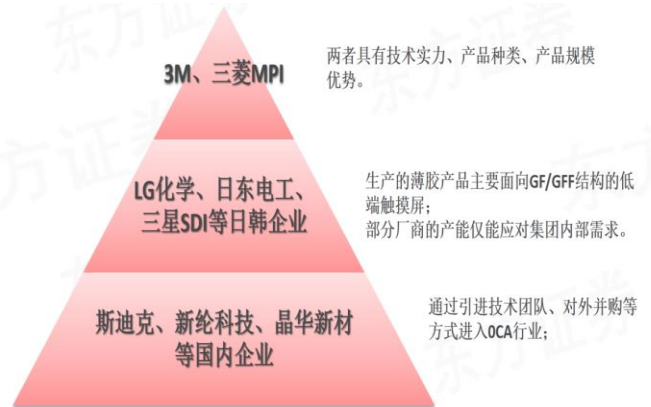 3M、三菱MPI
两者具有技术实力、产品种类、产品规模
优势。
LG化学、日东电工、
三星SDI等日韩企业
生产的薄胶产品主要面向GF/GFF结构的低
端触摸屏；
部分厂商的产能仅能应对集团内部需求。
斯迪克、新纶科技、晶华新材
等国内企业
通过引进技术团队、对外并购等
方式进入OCA行业；
东方证券
东方证券